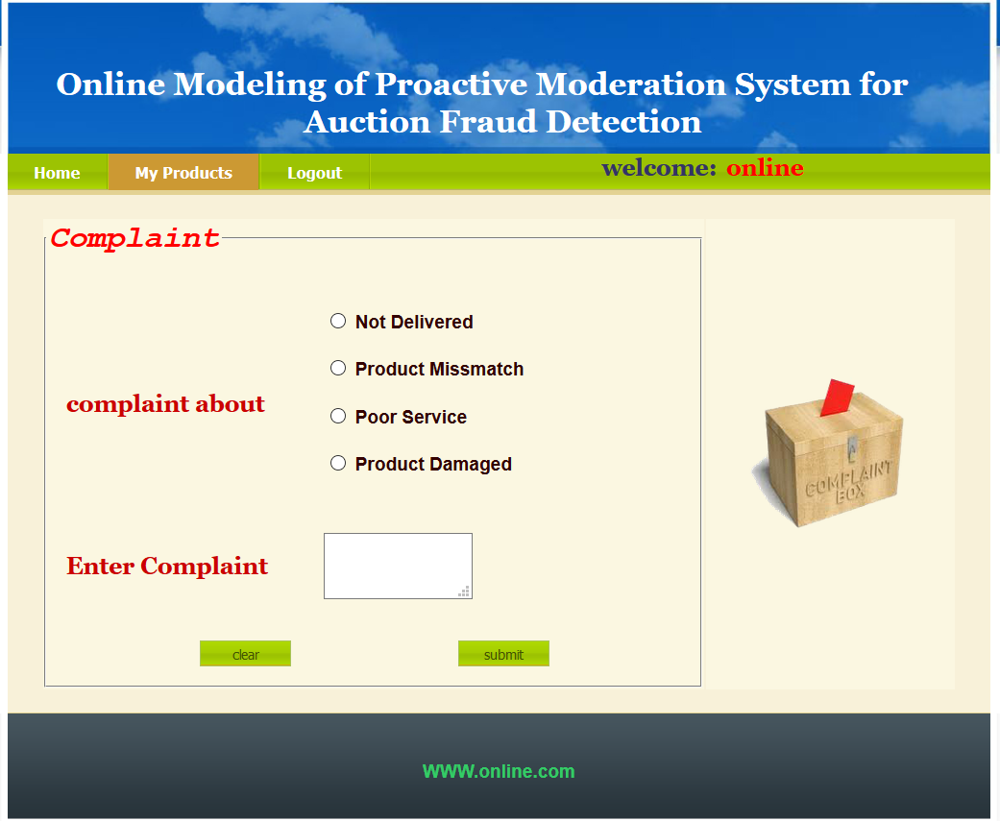 Online Modeling of Proactive Moderation System for
Auction Fraud Detection
Home My Products Logout welcome: online
Complaint
complaint about
Not Delivered
Product Missmatch
Poor Service
Product Damaged
COMPLAINT
BOX
Enter Complaint
clear submit
WWW.online.com